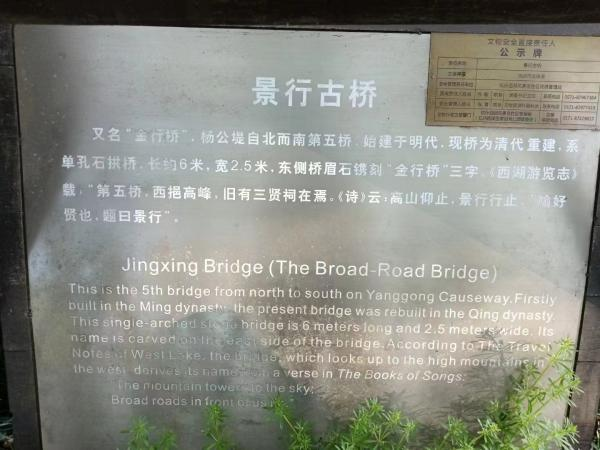 景行古桥
又名“金行桥”，杨公堤自北而南第五桥，始建于明代，现桥为清代重建，系
单孔石拱桥，长约6米，宽2.5米，东侧桥眉石镌刻“金行桥”三字。《西湖游览志》
载，“第五桥，西挹高峰，旧有三贤祠在焉。《诗》云：高山仰止，景行行止，喻好
贤也，题曰景行”。
Jingxing Bridge (The Broad-Road Bridge)
This is the 5th bridge from north to south on Yanggong Causeway. Firstly
built in the Ming dynasty, the present bridge was rebuilt in the Qing dynasty.
This single-arched stone bridge is 6 meters long and 2.5 meters wide. Its
name is carved on the east side of the bridge. According to The Travel
Notes of West Lake, the bridge, which looks up to the high mountains in
the west, derives its name from a verse in The Books of Songs:
The mountain towers to the sky;
Broad roads in front of us lie.
文物安全直接责任人
公示牌